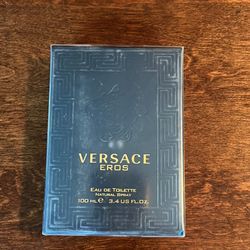 VERSACE
EROS
EAU DE TOILETTE
NATURAL SPRAY
100 ML ℮ 3.4 US FL.OZ.